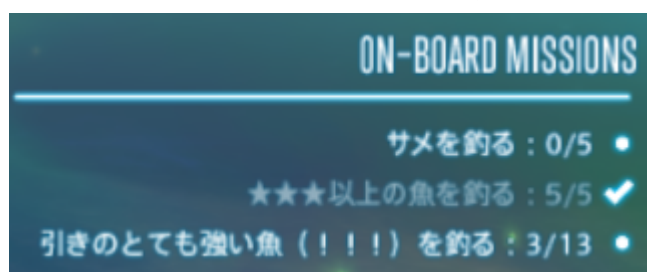 ON-BOARD MISSIONS
サメを釣る：0/5
★★★以上の魚を釣る：5/5
引きのとても強い魚（！！！）を釣る：3/13